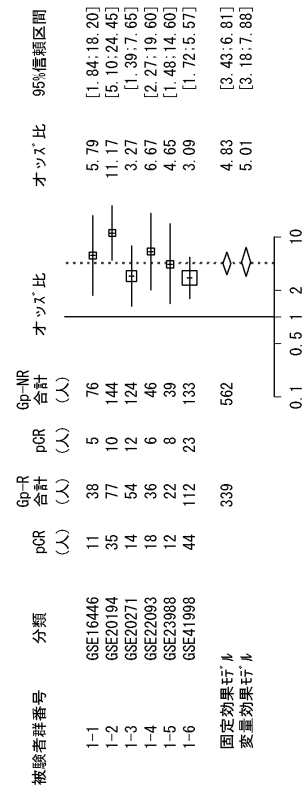 被験者群番号 分類 pCR (人) Gp-R 合計 (人) pCR (人) Gp-NR 合計 (人) オッズ比 オッズ比 95%信頼区間
1-1 GSE16446 11 38 5 76 5.79 [1.84;18.20]
1-2 GSE20194 35 77 10 144 11.17 [5.10;24.45]
1-3 GSE20271 14 54 12 124 3.27 [1.39;7.65]
1-4 GSE22093 18 36 6 46 6.67 [2.27;19.60]
1-5 GSE23988 12 22 8 39 4.65 [1.48;14.60]
1-6 GSE41998 44 112 23 133 3.09 [1.72;5.57]
固定効果モデル 339 562 4.83 [3.43;6.81]
変量効果モデル 5.01 [3.18;7.88]
0.1 0.5 1 2 10